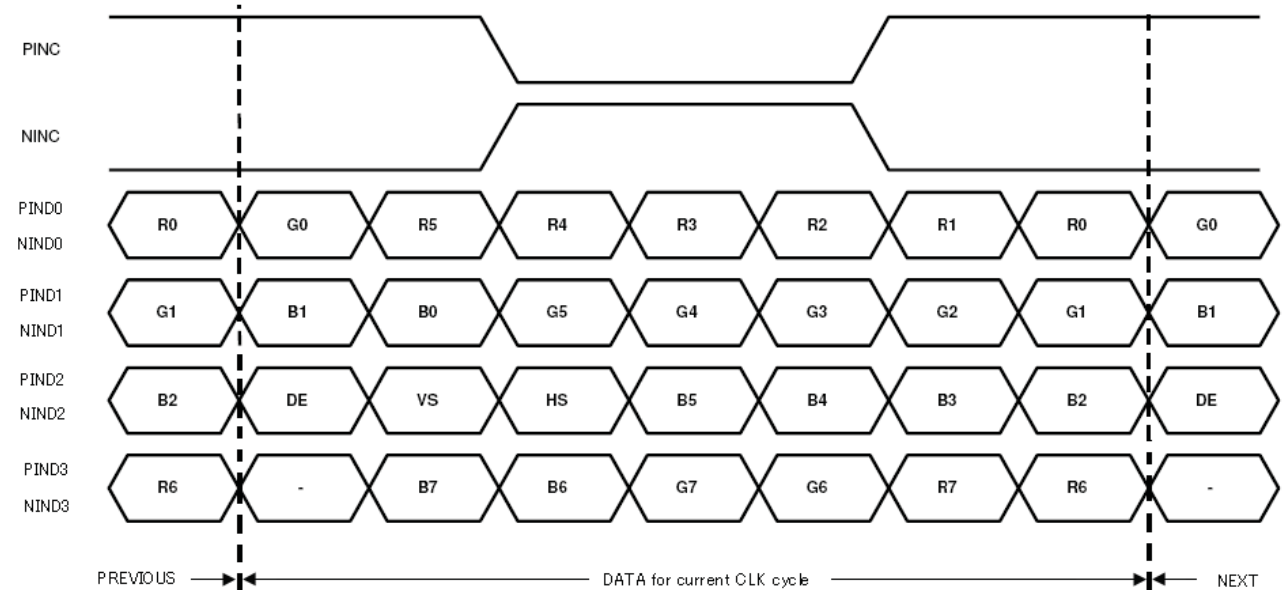 PINC
NINC
PIND0
R0 G0 R5 R4 R3 R2 R1 R0 G0
NIND0
PIND1
G1 B1 B0 G5 G4 G3 G2 G1 B1
NIND1
PIND2
B2 DE VS HS B5 B4 B3 B2 DE
NIND2
PIND3
R6 - B7 B6 G7 G6 R7 R6 -
NIND3
PREVIOUS DATA for current CLK cycle NEXT